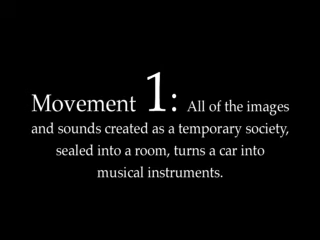 Movement 1: All of the images
and sounds created as a temporary society,
sealed into a room, turns a car into
musical instruments.